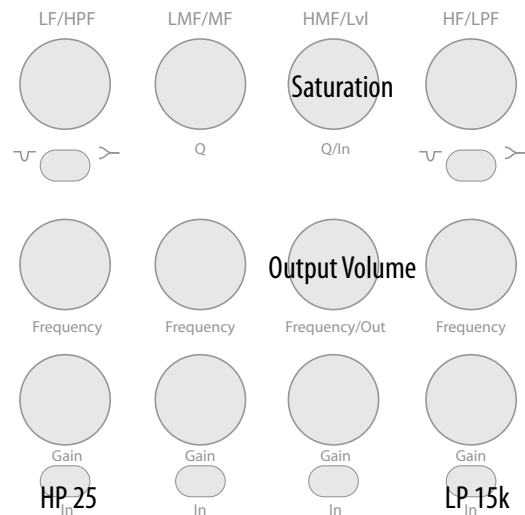 LF/HPF LMF/MF HMF/Lvl HF/LPF
Saturation
Q Q/In
Output Volume
Frequency Frequency Frequency/Out Frequency
Gain Gain Gain Gain
HP 25 LP 15k
In In In In